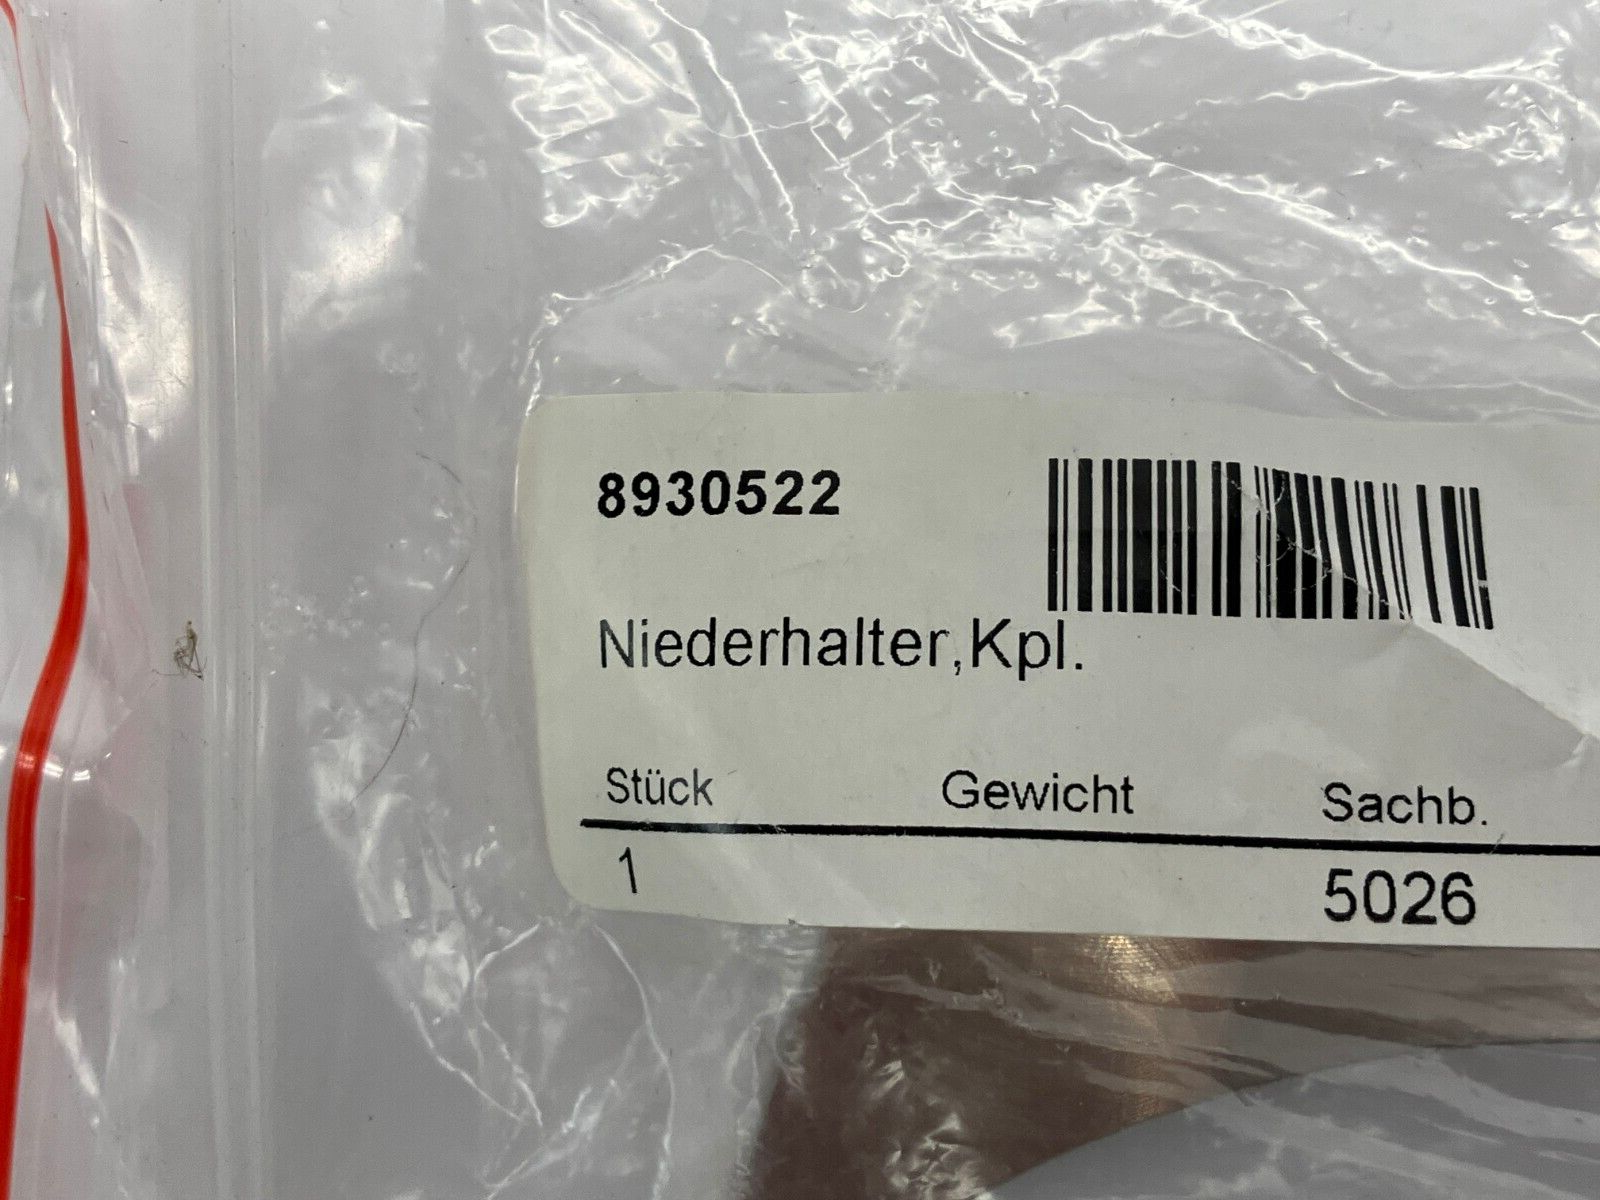 8930522
Niederhalter,Kpl.
Stück Gewicht Sachb.
1 5026